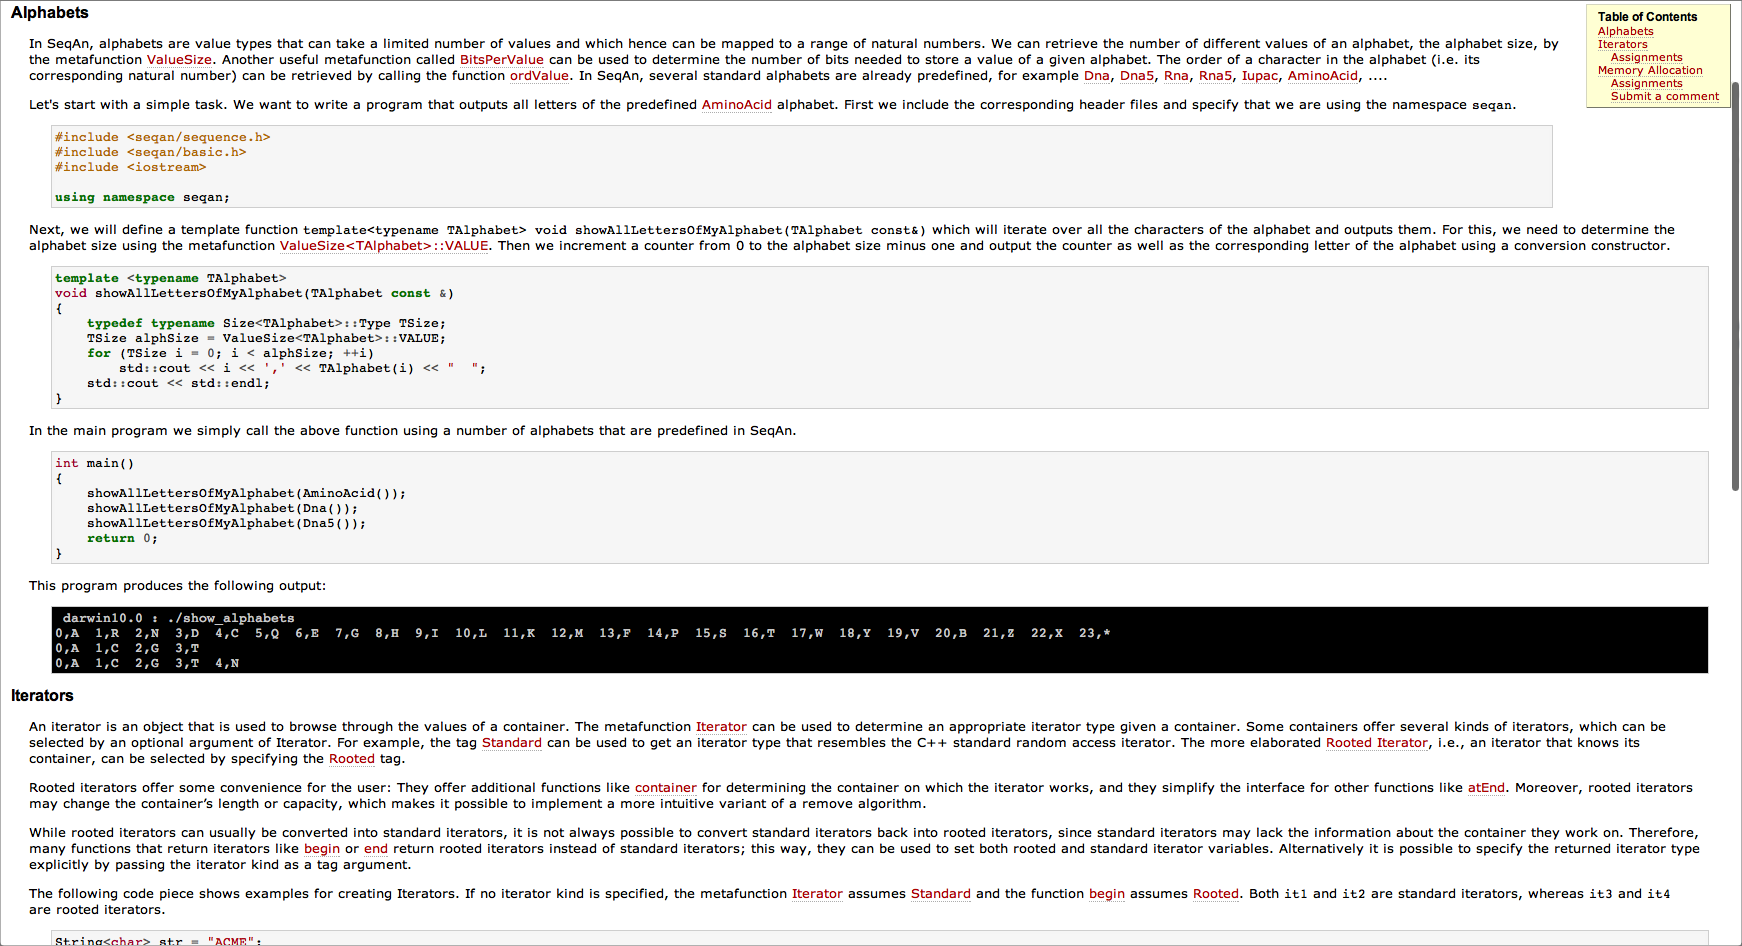 Alphabets
In SeqAn, alphabets are value types that can take a limited number of values and which hence can be mapped to a range of natural numbers. We can retrieve the number of different values of an alphabet, the alphabet size, by
the metafunction ValueSize. Another useful metafunction called BitsPerValue can be used to determine the number of bits needed to store a value of a given alphabet. The order of a character in the alphabet (i.e. its
corresponding natural number) can be retrieved by calling the function ordValue. In SeqAn, several standard alphabets are already predefined, for example Dna, Dna5, Rna, Rna5, Iupac, AminoAcid, ....
Let's start with a simple task. We want to write a program that outputs all letters of the predefined AminoAcid alphabet. First we include the corresponding header files and specify that we are using the namespace seqan.
Table of Contents
Alphabets
Iterators
Assignments
Memory Allocation
Assignments
Submit a comment
#include <seqan/sequence.h>
#include <seqan/basic.h>
#include <iostream>
using namespace seqan;
Next, we will define a template function template<typename TAlphabet> void showAllLettersOfMyAlphabet(TAlphabet const&) which will iterate over all the characters of the alphabet and outputs them. For this, we need to determine the
alphabet size using the metafunction ValueSize<TAlphabet>::VALUE. Then we increment a counter from 0 to the alphabet size minus one and output the counter as well as the corresponding letter of the alphabet using a conversion constructor.
template <typename TAlphabet>
void showAllLettersOfMyAlphabet(TAlphabet const &)
{
    typedef typename Size<TAlphabet>::Type TSize;
    TSize alphSize = ValueSize<TAlphabet>::VALUE;
    for (TSize i = 0; i < alphSize; ++i)
        std::cout << i << ',' << TAlphabet(i) << "  ";
    std::cout << std::endl;
}
In the main program we simply call the above function using a number of alphabets that are predefined in SeqAn.
int main()
{
    showAllLettersOfMyAlphabet(AminoAcid());
    showAllLettersOfMyAlphabet(Dna());
    showAllLettersOfMyAlphabet(Dna5());
    return 0;
}
This program produces the following output:
darwin10.0 : ./show_alphabets
0,A  1,R  2,N  3,D  4,C  5,Q  6,E  7,G  8,H  9,I  10,L  11,K  12,M  13,F  14,P  15,S  16,T  17,W  18,Y  19,V  20,B  21,Z  22,X  23,*
0,A  1,C  2,G  3,T
0,A  1,C  2,G  3,T  4,N
Iterators
An iterator is an object that is used to browse through the values of a container. The metafunction Iterator can be used to determine an appropriate iterator type given a container. Some containers offer several kinds of iterators, which can be
selected by an optional argument of Iterator. For example, the tag Standard can be used to get an iterator type that resembles the C++ standard random access iterator. The more elaborated Rooted Iterator, i.e., an iterator that knows its
container, can be selected by specifying the Rooted tag.
Rooted iterators offer some convenience for the user: They offer additional functions like container for determining the container on which the iterator works, and they simplify the interface for other functions like atEnd. Moreover, rooted iterators
may change the container's length or capacity, which makes it possible to implement a more intuitive variant of a remove algorithm.
While rooted iterators can usually be converted into standard iterators, it is not always possible to convert standard iterators back into rooted iterators, since standard iterators may lack the information about the container they work on. Therefore,
many functions that return iterators like begin or end return rooted iterators instead of standard iterators; this way, they can be used to set both rooted and standard iterator variables. Alternatively it is possible to specify the returned iterator type
explicitly by passing the iterator kind as a tag argument.
The following code piece shows examples for creating Iterators. If no iterator kind is specified, the metafunction Iterator assumes Standard and the function begin assumes Rooted. Both it1 and it2 are standard iterators, whereas it3 and it4
are rooted iterators.
String<char> str = "ACME";